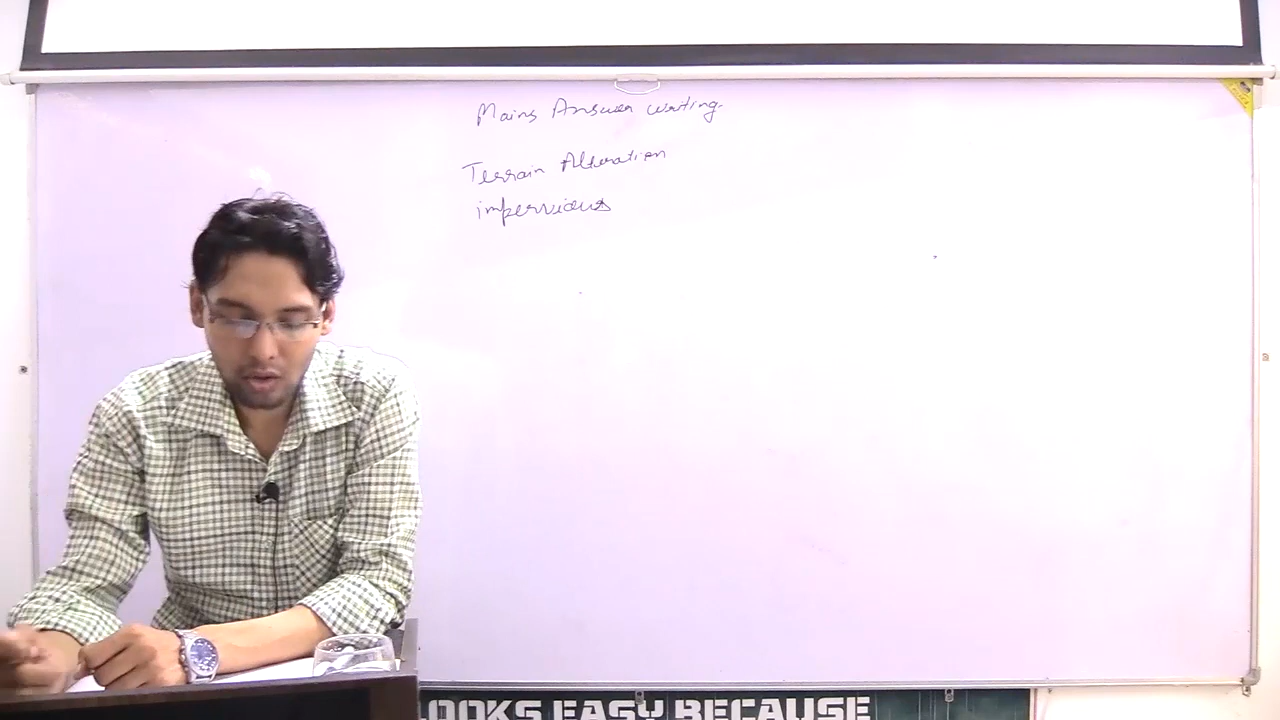 Mains Answer writing.
Terrain Alteration
impervious
LOOKS EASY BECAUSE